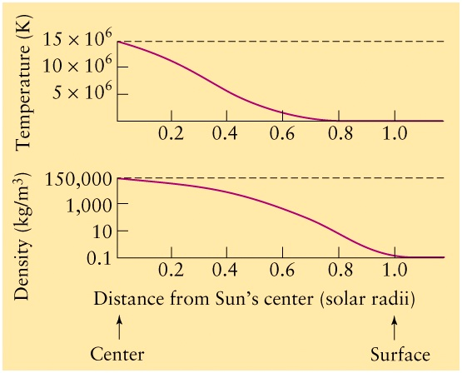 Temperature (K)
15 × 10⁶
10 × 10⁶
5 × 10⁶
0.2 0.4 0.6 0.8 1.0
Density (kg/m³)
150,000
1,000
10
0.1
0.2 0.4 0.6 0.8 1.0
Distance from Sun's center (solar radii)
Center Surface